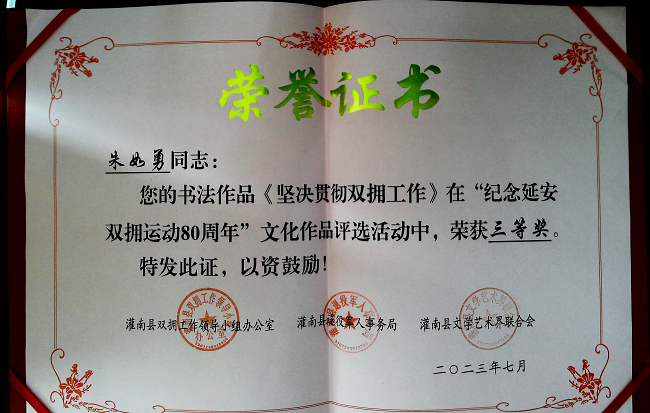 荣誉证书
朱如勇同志：
您的书法作品《坚决贯彻双拥工作》在“纪念延安
双拥运动80周年”文化作品评选活动中，荣获三等奖。
特发此证，以资鼓励！
灌南县双拥工作领导小组办公室 灌南县退役军人事务局 灌南县文学艺术界联合会
二〇二三年七月